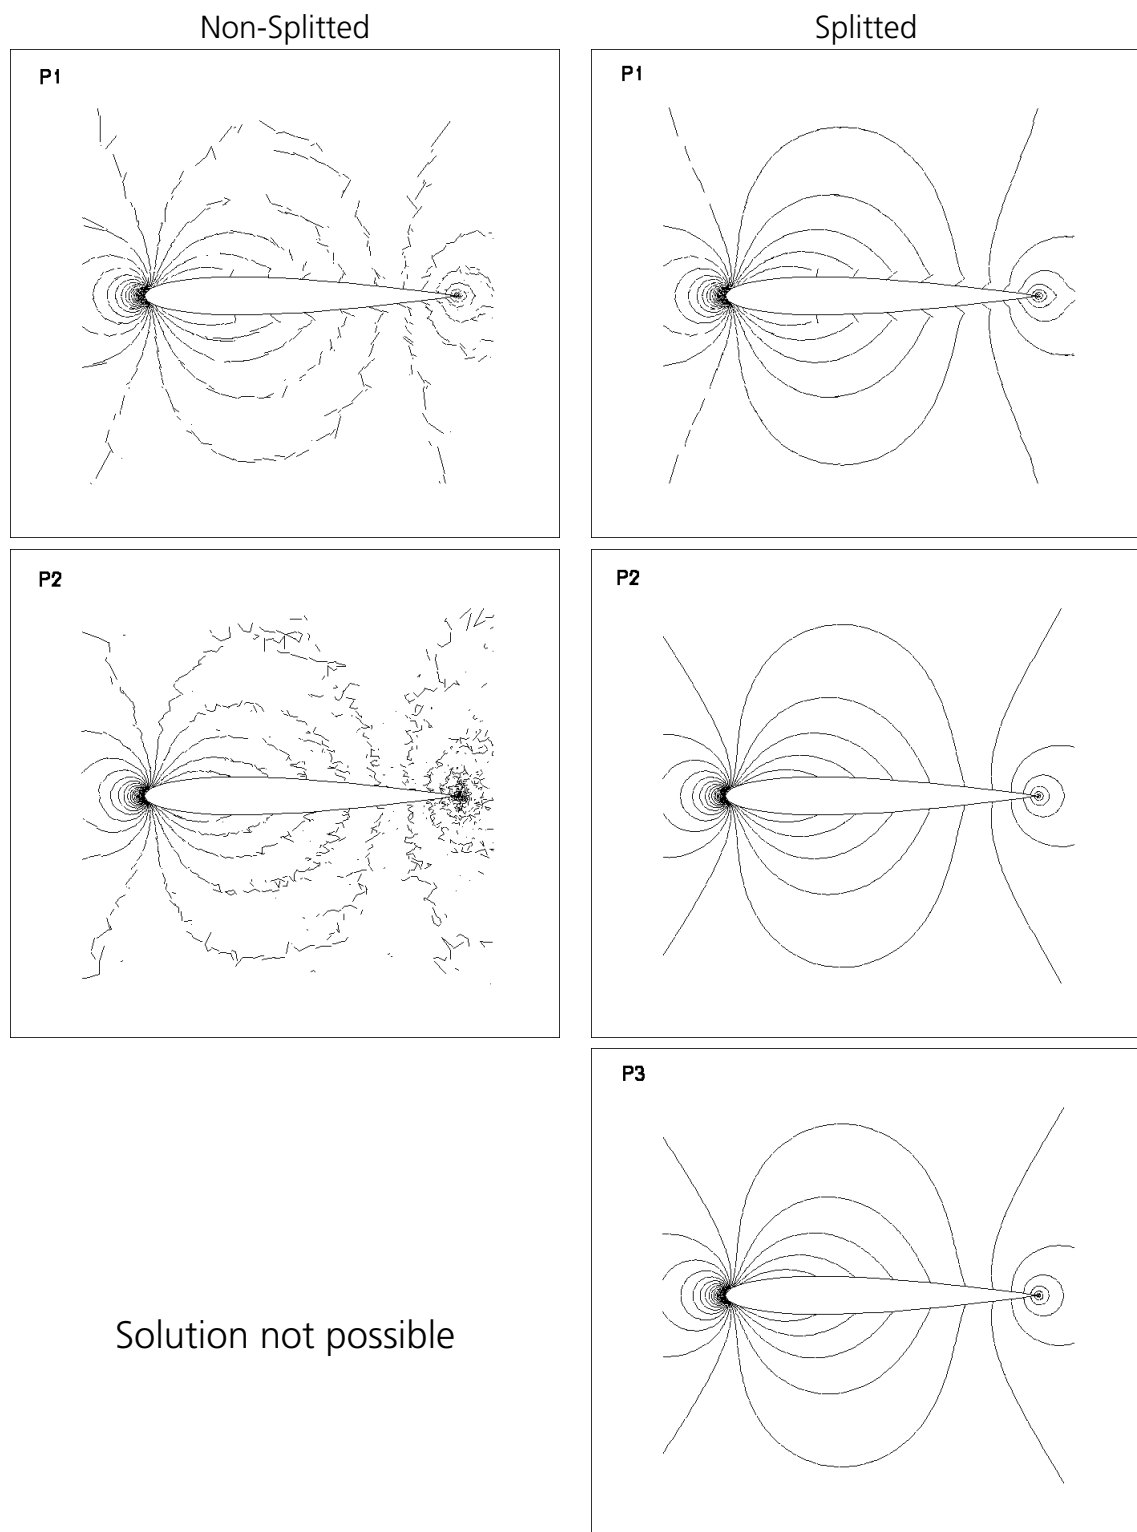 Non-Splitted
Splitted
P1
P1
P2
P2
P3
Solution not possible